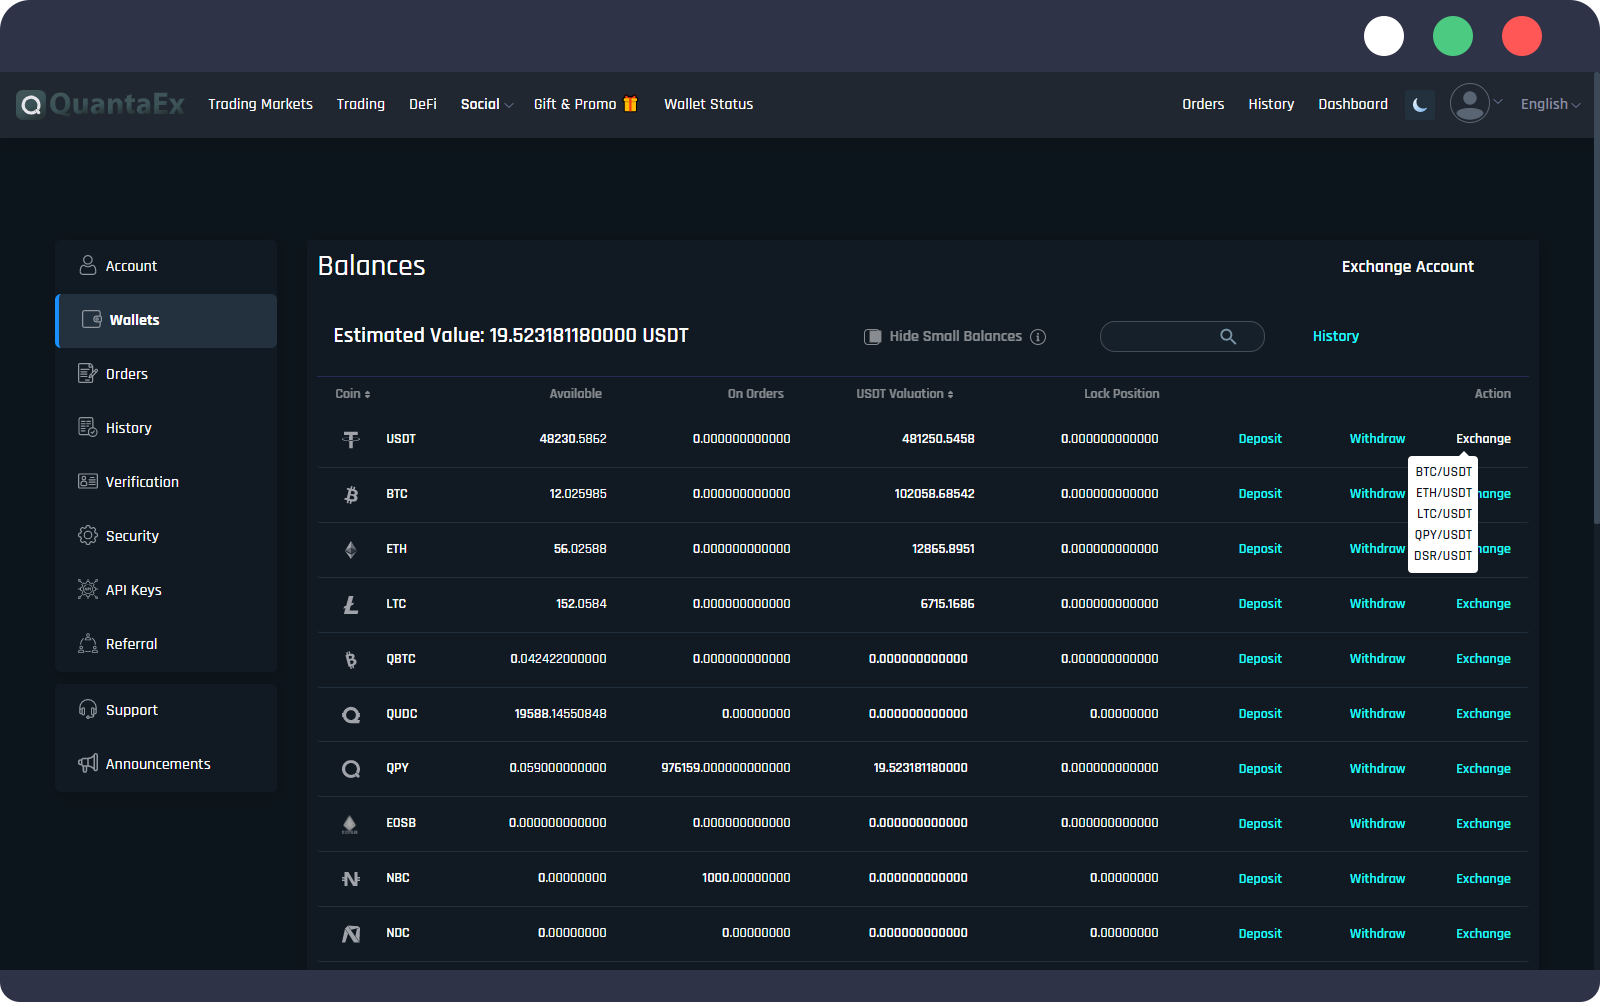 QuantaEx Trading Markets Trading DeFi Social Gift & Promo Wallet Status Orders History Dashboard English
Account
Wallets
Orders
History
Verification
Security
API Keys
Referral
Support
Announcements
Balances Exchange Account
Estimated Value: 19.523181180000 USDT Hide Small Balances History
Coin Available On Orders USDT Valuation Lock Position Action
USDT 48230.5862 0.000000000000 481250.5458 0.000000000000 Deposit Withdraw Exchange
BTC/USDT
ETH/USDT
LTC/USDT
QPY/USDT
DSR/USDT
BTC 12.025985 0.000000000000 102058.68542 0.000000000000 Deposit Withdraw hange
ETH 56.02588 0.000000000000 12865.8951 0.000000000000 Deposit Withdraw hange
LTC 152.0584 0.000000000000 6715.1686 0.000000000000 Deposit Withdraw Exchange
QBTC 0.042422000000 0.000000000000 0.000000000000 0.000000000000 Deposit Withdraw Exchange
QUDC 19588.14550848 0.00000000 0.000000000000 0.00000000 Deposit Withdraw Exchange
QPY 0.059000000000 976159.000000000000 19.523181180000 0.000000000000 Deposit Withdraw Exchange
EOSB 0.000000000000 0.000000000000 0.000000000000 0.000000000000 Deposit Withdraw Exchange
NBC 0.00000000 1000.00000000 0.000000000000 0.00000000 Deposit Withdraw Exchange
NDC 0.00000000 0.00000000 0.000000000000 0.00000000 Deposit Withdraw Exchange